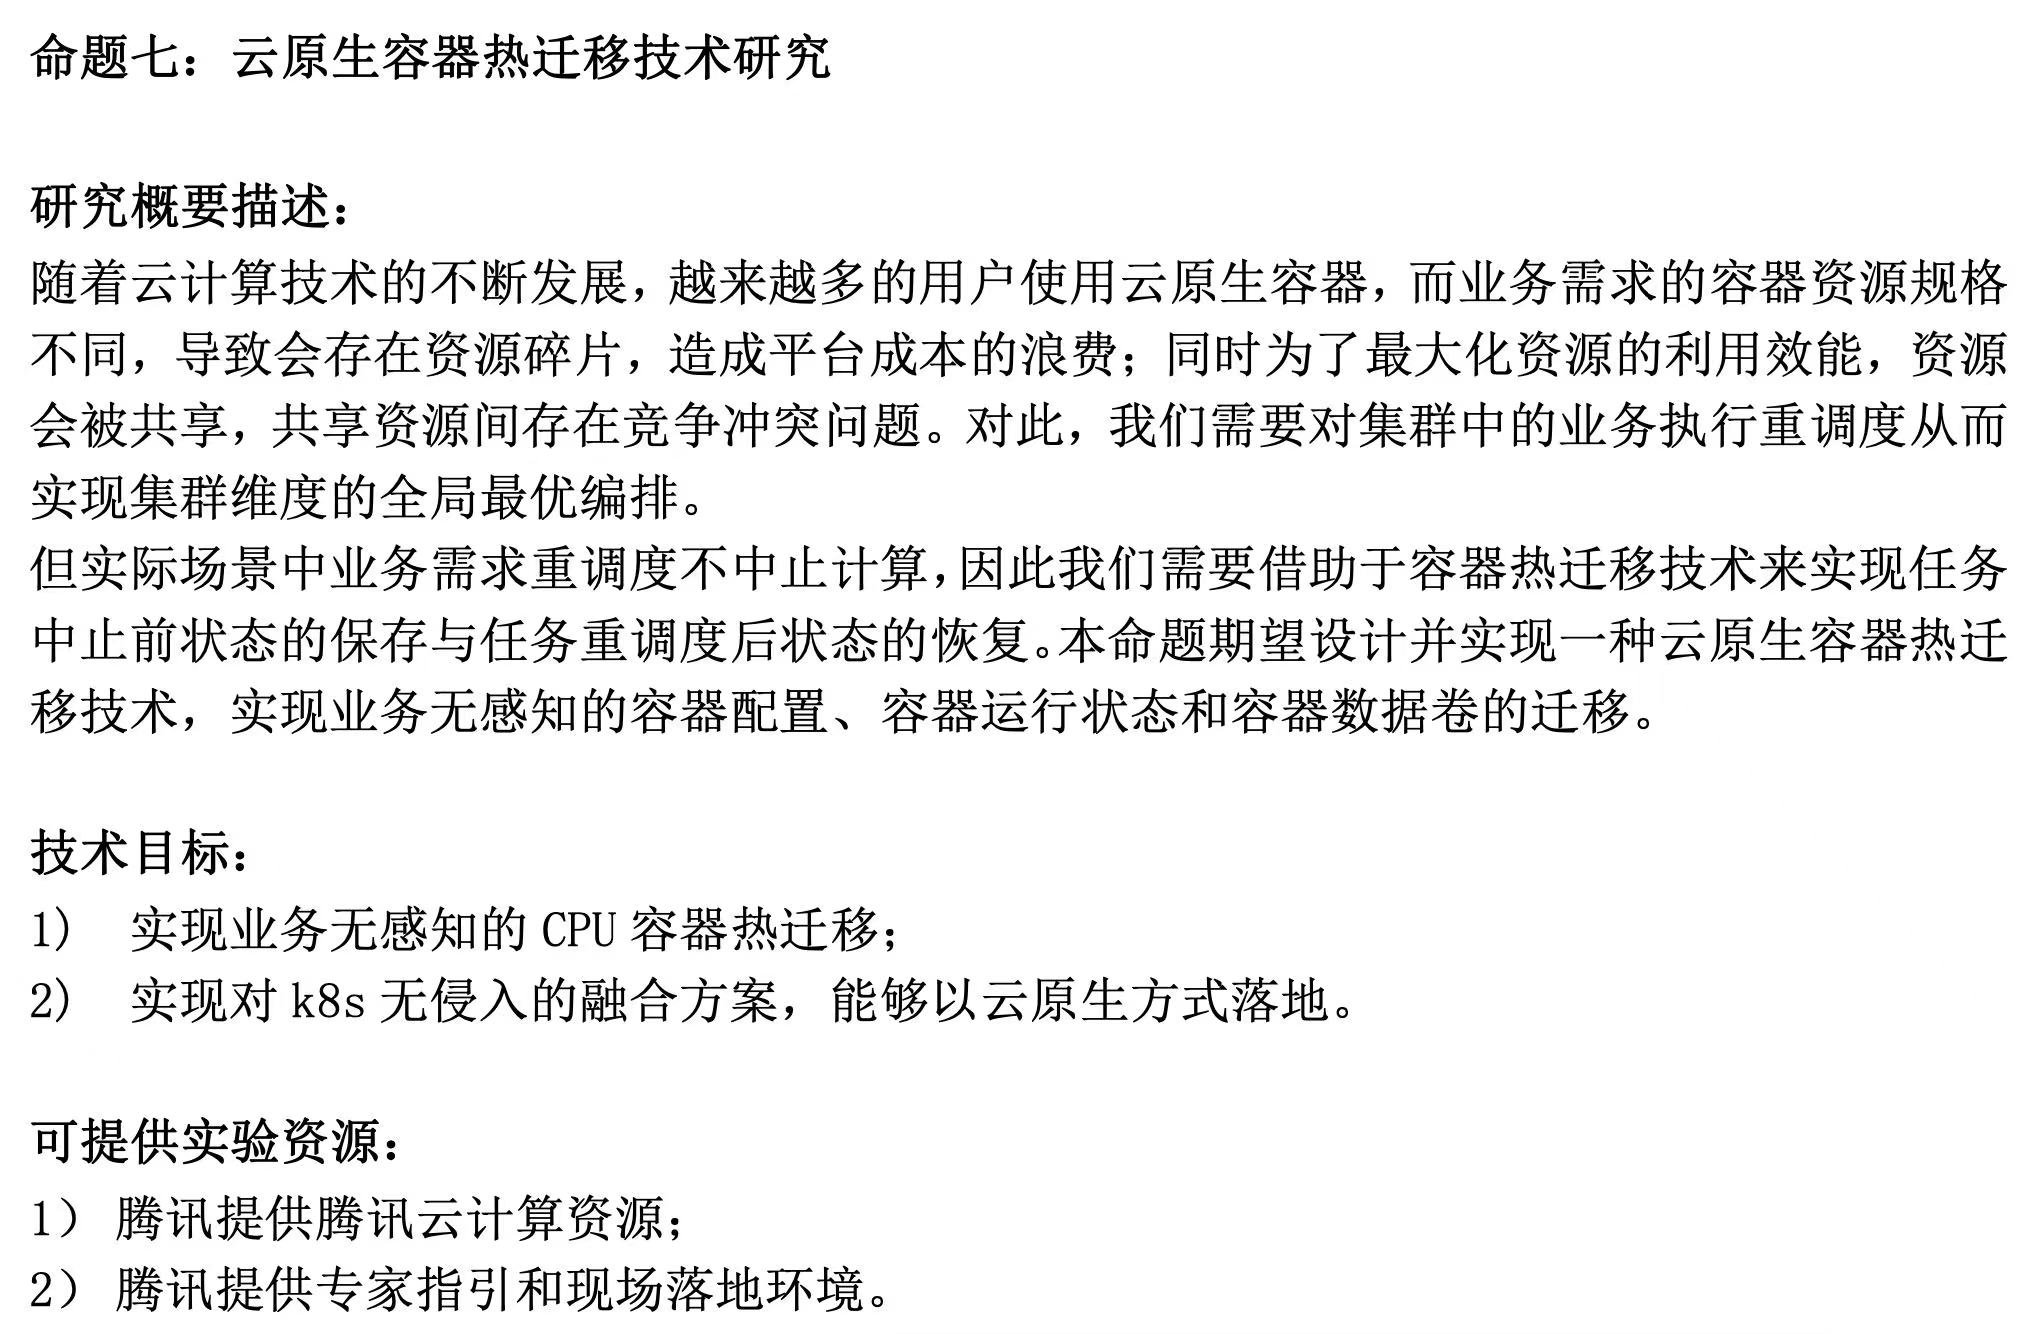 命题七：云原生容器热迁移技术研究
研究概要描述：
随着云计算技术的不断发展，越来越多的用户使用云原生容器，而业务需求的容器资源规格
不同，导致会存在资源碎片，造成平台成本的浪费；同时为了最大化资源的利用效能，资源
会被共享，共享资源间存在竞争冲突问题。对此，我们需要对集群中的业务执行重调度从而
实现集群维度的全局最优编排。
但实际场景中业务需求重调度不中止计算，因此我们需要借助于容器热迁移技术来实现任务
中止前状态的保存与任务重调度后状态的恢复。本命题期望设计并实现一种云原生容器热迁
移技术，实现业务无感知的容器配置、容器运行状态和容器数据卷的迁移。
技术目标：
1) 实现业务无感知的 CPU 容器热迁移；
2) 实现对 k8s 无侵入的融合方案，能够以云原生方式落地。
可提供实验资源：
1） 腾讯提供腾讯云计算资源；
2） 腾讯提供专家指引和现场落地环境。